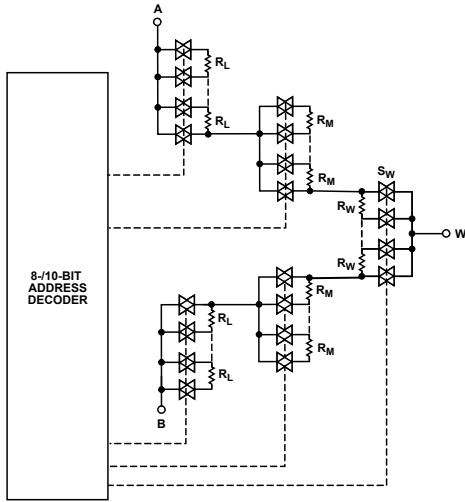 A
R_L
R_L
R_M
R_M
S_W
R_W
R_W
W
8-/10-BIT
ADDRESS
DECODER
R_L
R_L
R_M
R_M
B